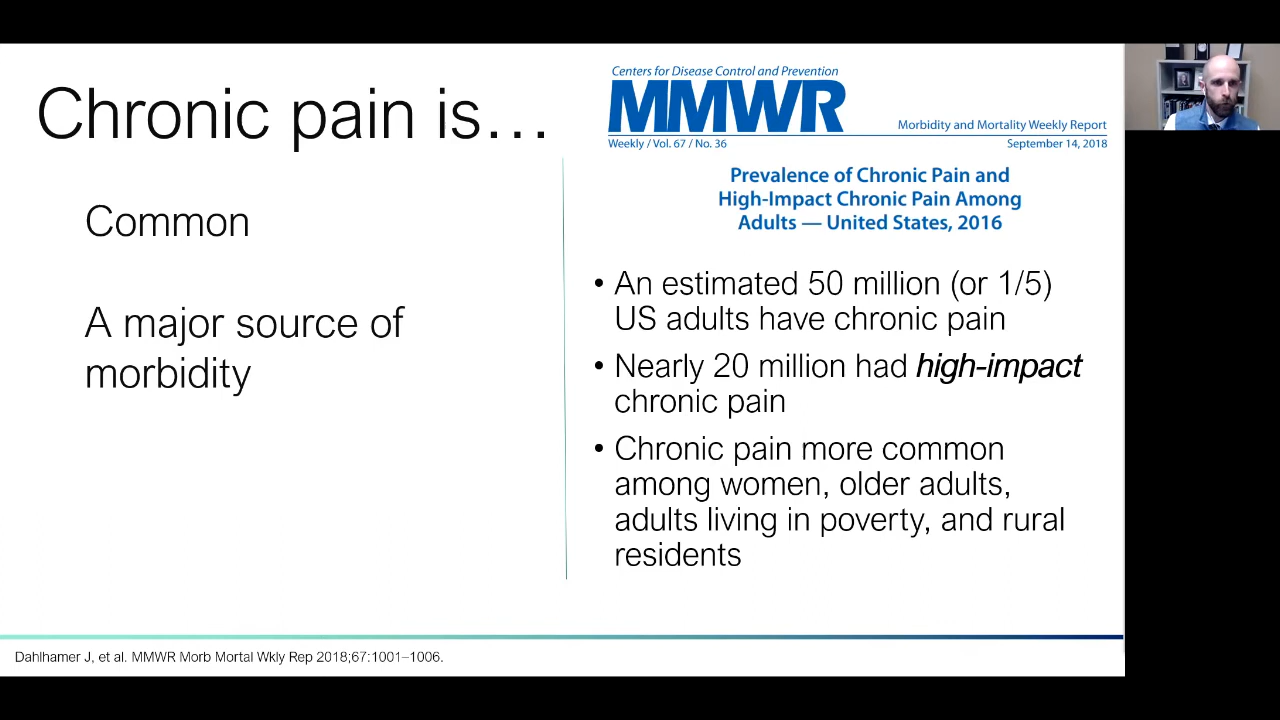 Chronic pain is…
Common
A major source of
morbidity
Centers for Disease Control and Prevention
MMWR
Morbidity and Mortality Weekly Report
Weekly / Vol. 67 / No. 36
September 14, 2018
Prevalence of Chronic Pain and
High-Impact Chronic Pain Among
Adults — United States, 2016
• An estimated 50 million (or 1/5)
US adults have chronic pain
• Nearly 20 million had high-impact
chronic pain
• Chronic pain more common
among women, older adults,
adults living in poverty, and rural
residents
Dahlhamer J, et al. MMWR Morb Mortal Wkly Rep 2018;67:1001–1006.